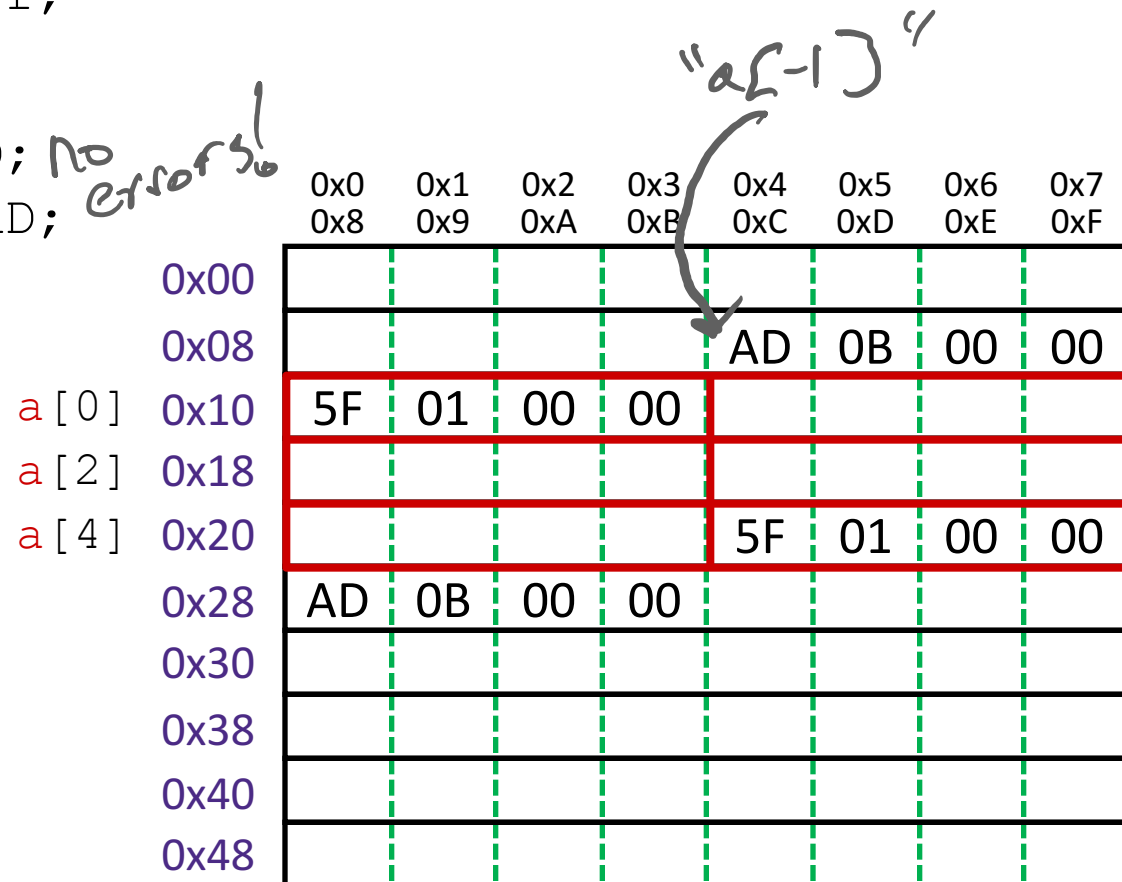 "a[-1]"
; no
errors!
D;
0x0 0x1 0x2 0x3 0x4 0x5 0x6 0x7
0x8 0x9 0xA 0xB 0xC 0xD 0xE 0xF
0x00
0x08 AD 0B 00 00
a[0] 0x10 5F 01 00 00
a[2] 0x18
a[4] 0x20 5F 01 00 00
0x28 AD 0B 00 00
0x30
0x38
0x40
0x48